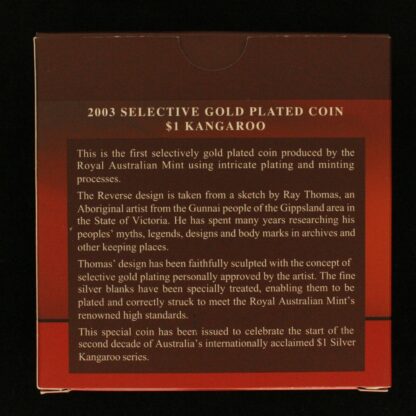 2003 SELECTIVE GOLD PLATED COIN
$1 KANGAROO
This is the first selectively gold plated coin produced by the
Royal Australian Mint using intricate plating and minting
processes.
The Reverse design is taken from a sketch by Ray Thomas, an
Aboriginal artist from the Gunnai people of the Gippsland area in
the State of Victoria. He has spent many years researching his
peoples' myths, legends, designs and body marks in archives and
other keeping places.
Thomas' design has been faithfully sculpted with the concept of
selective gold plating personally approved by the artist. The fine
silver blanks have been specially treated, enabling them to be
plated and correctly struck to meet the Royal Australian Mint's
renowned high standards.
This special coin has been issued to celebrate the start of the
second decade of Australia's internationally acclaimed $1 Silver
Kangaroo series.